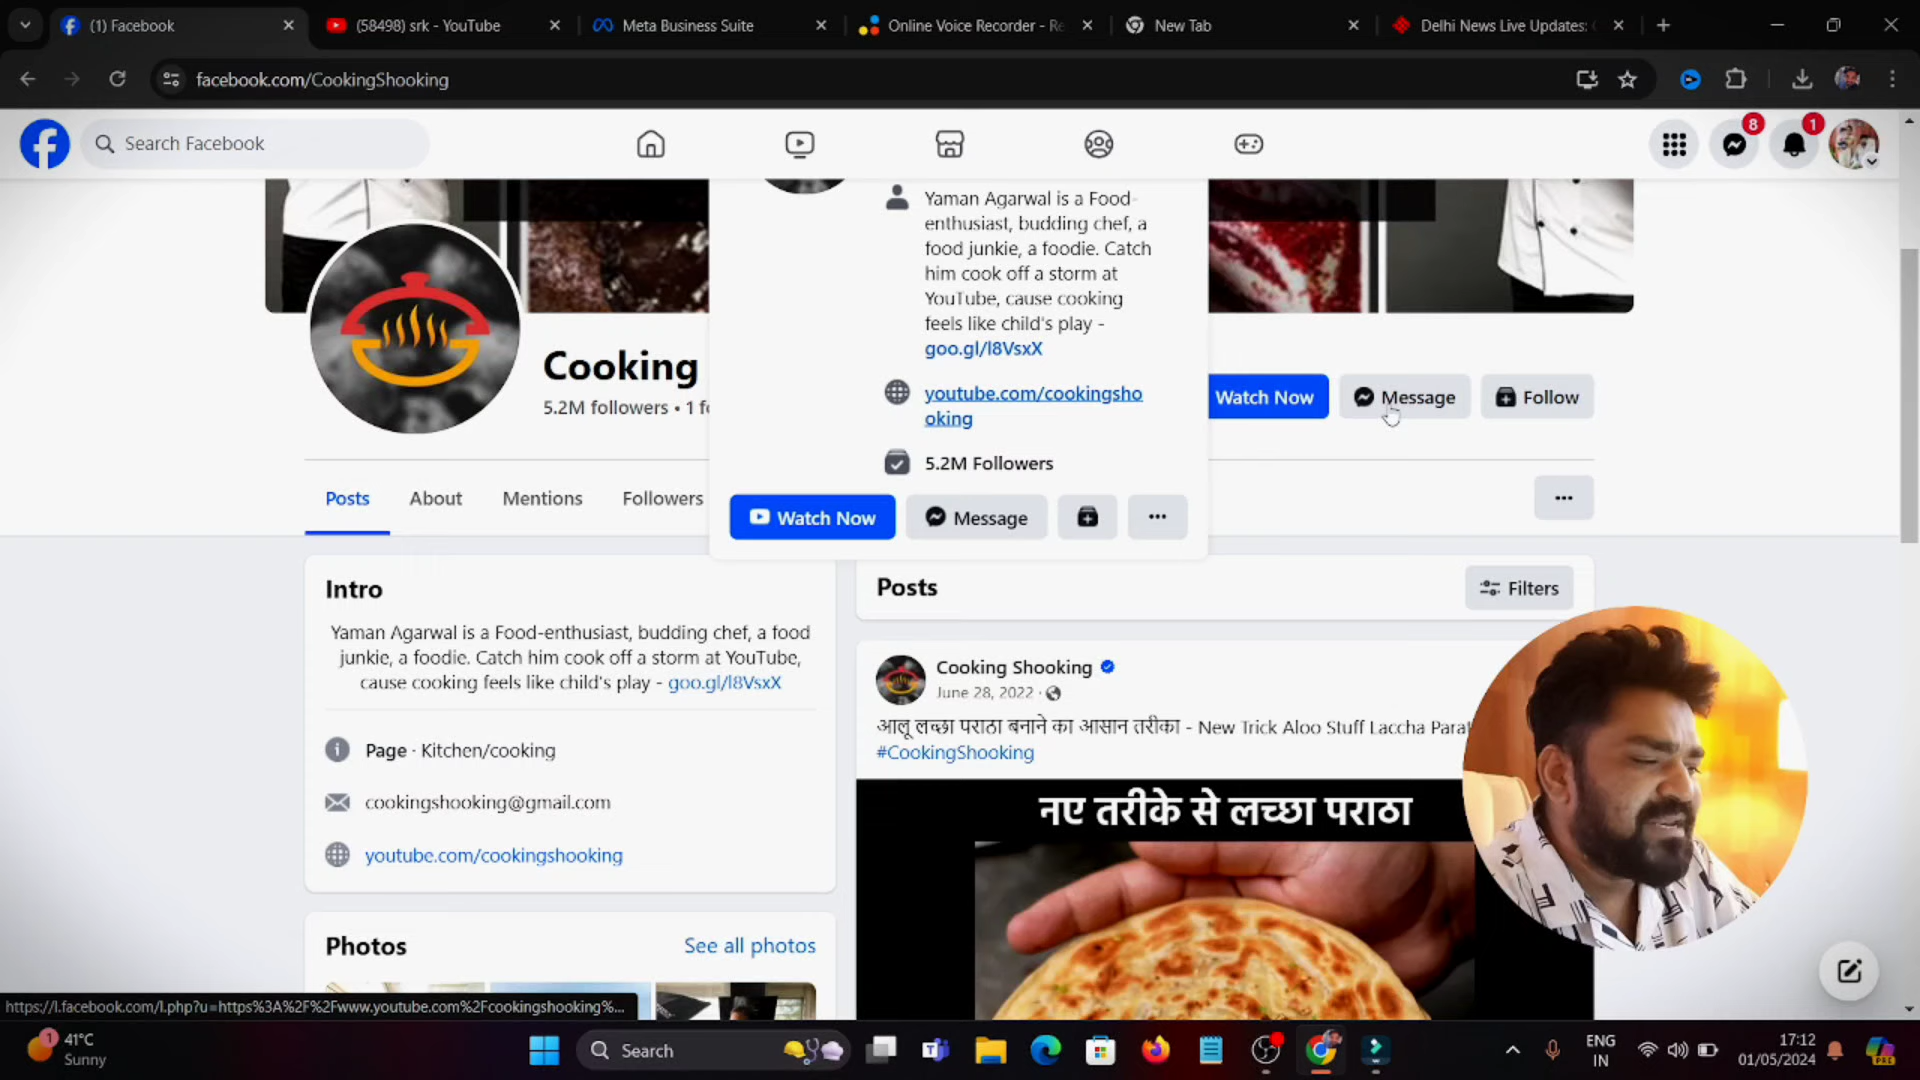 (1) Facebook
(58498) srk - YouTube
Meta Business Suite
Online Voice Recorder - Re
New Tab
Delhi News Live Updates:
facebook.com/CookingShooking
Search Facebook
8
1
Yaman Agarwal is a Food-
enthusiast, budding chef, a
food junkie, a foodie. Catch
him cook off a storm at
YouTube, cause cooking
feels like child's play -
goo.gl/l8VsxX
youtube.com/cookingsho
oking
5.2M Followers
Watch Now
Message
Cooking
5.2M followers • 1 f
Watch Now
Message
Follow
Posts
About
Mentions
Followers
Intro
Yaman Agarwal is a Food-enthusiast, budding chef, a food
junkie, a foodie. Catch him cook off a storm at YouTube,
cause cooking feels like child's play - goo.gl/l8VsxX
Page · Kitchen/cooking
cookingshooking@gmail.com
youtube.com/cookingshooking
Photos
See all photos
Posts
Filters
Cooking Shooking
June 28, 2022 ·
आलू लच्छा पराठा बनाने का आसान तरीका - New Trick Aloo Stuff Laccha Parat
#CookingShooking
नए तरीके से लच्छा पराठा
https://l.facebook.com/l.php?u=https%3A%2F%2Fwww.youtube.com%2Fcookingshooking%...
1
41°C
Sunny
Search
ENG
IN
17:12
01/05/2024